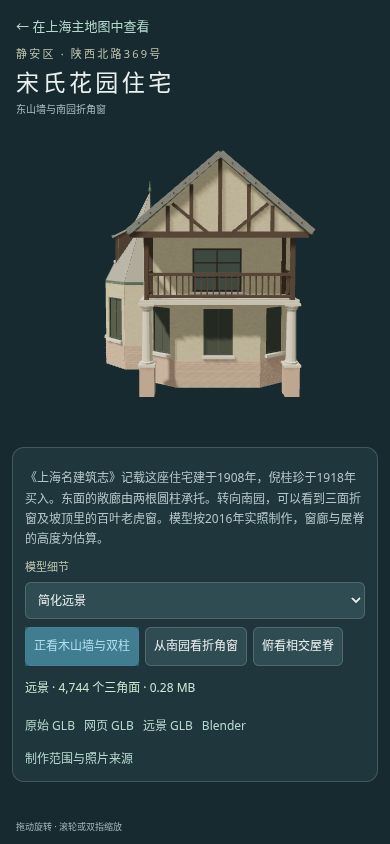 ← 在上海主地图中查看
静安区 · 陕西北路369号
宋氏花园住宅
东山墙与南园折角窗
《上海名建筑志》记载这座住宅建于1908年，倪桂珍于1918年
买入。东面的敞廊由两根圆柱承托。转向南园，可以看到三面折
窗及坡顶里的百叶老虎窗。模型按2016年实照制作，窗廊与屋脊
的高度为估算。
模型细节
简化远景
正看木山墙与双柱 从南园看折角窗 俯看相交屋脊
远景 · 4,744 个三角面 · 0.28 MB
原始 GLB 网页 GLB 远景 GLB Blender
制作范围与照片来源
拖动旋转 · 滚轮或双指缩放